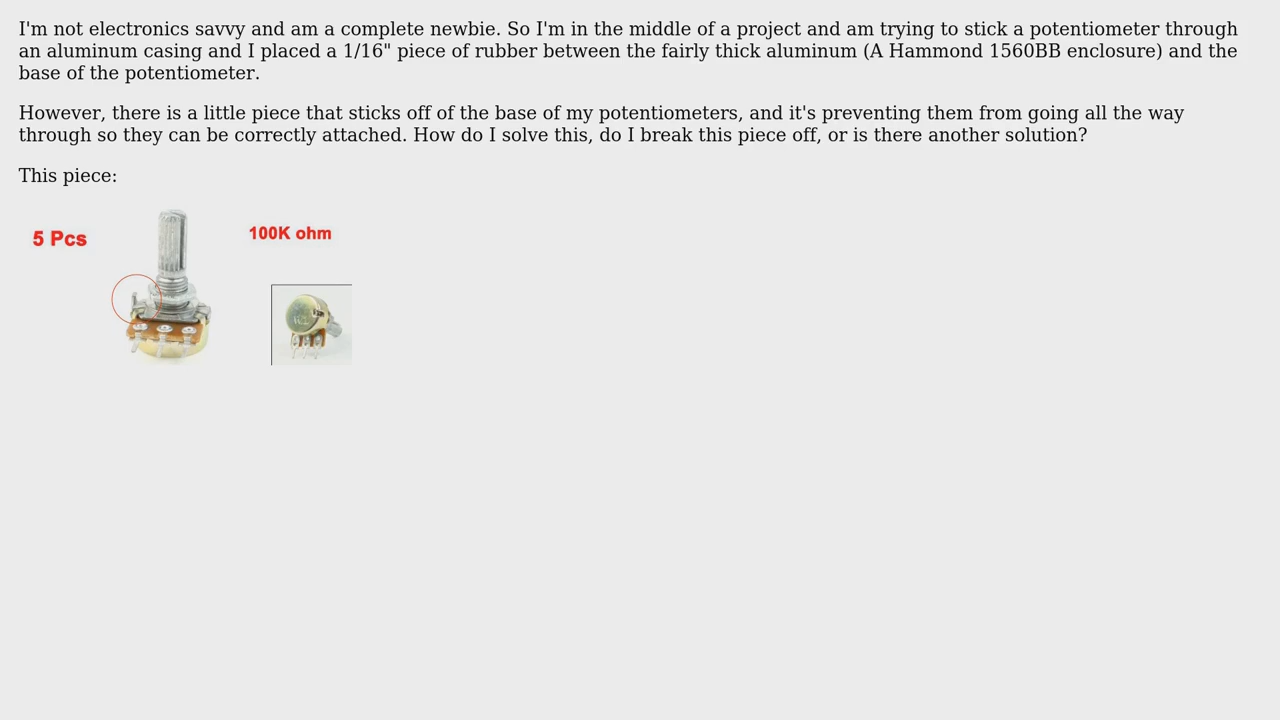 I'm not electronics savvy and am a complete newbie. So I'm in the middle of a project and am trying to stick a potentiometer through
an aluminum casing and I placed a 1/16" piece of rubber between the fairly thick aluminum (A Hammond 1560BB enclosure) and the
base of the potentiometer.
However, there is a little piece that sticks off of the base of my potentiometers, and it's preventing them from going all the way
through so they can be correctly attached. How do I solve this, do I break this piece off, or is there another solution?
This piece:
5 Pcs
100K ohm